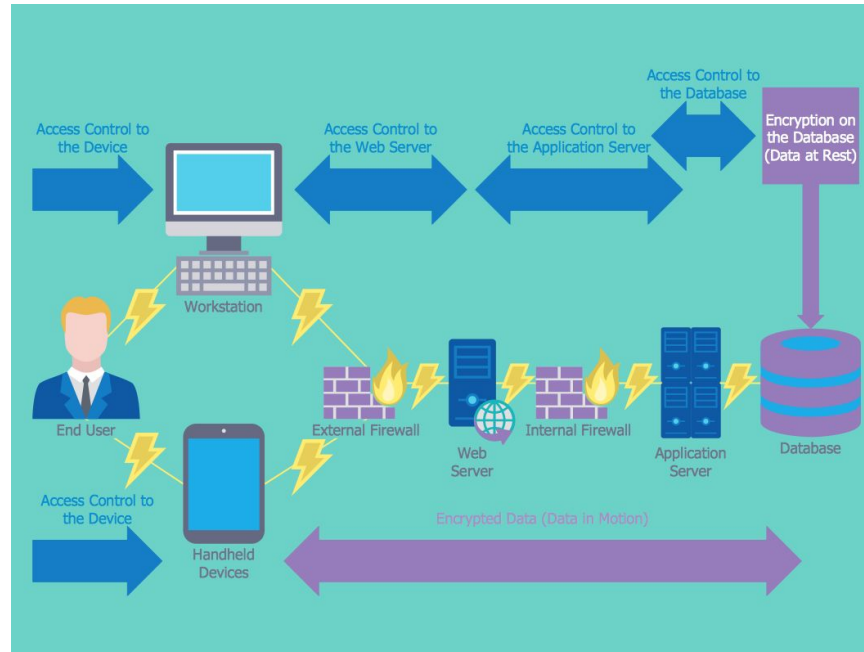 Access Control to
the Database
Encryption on
the Database
(Data at Rest)
Access Control to
the Device
Access Control to
the Web Server
Access Control to
the Application Server
Workstation
End User
External Firewall
Web
Server
Internal Firewall
Application
Server
Database
Access Control to
the Device
Handheld
Devices
Encrypted Data (Data in Motion)